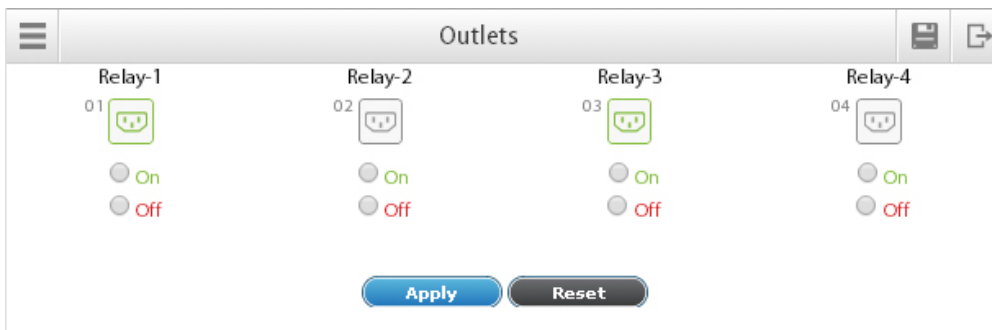 Outlets
Relay-1 Relay-2 Relay-3 Relay-4
01 02 03 04
On On On On
Off Off Off Off
Apply Reset